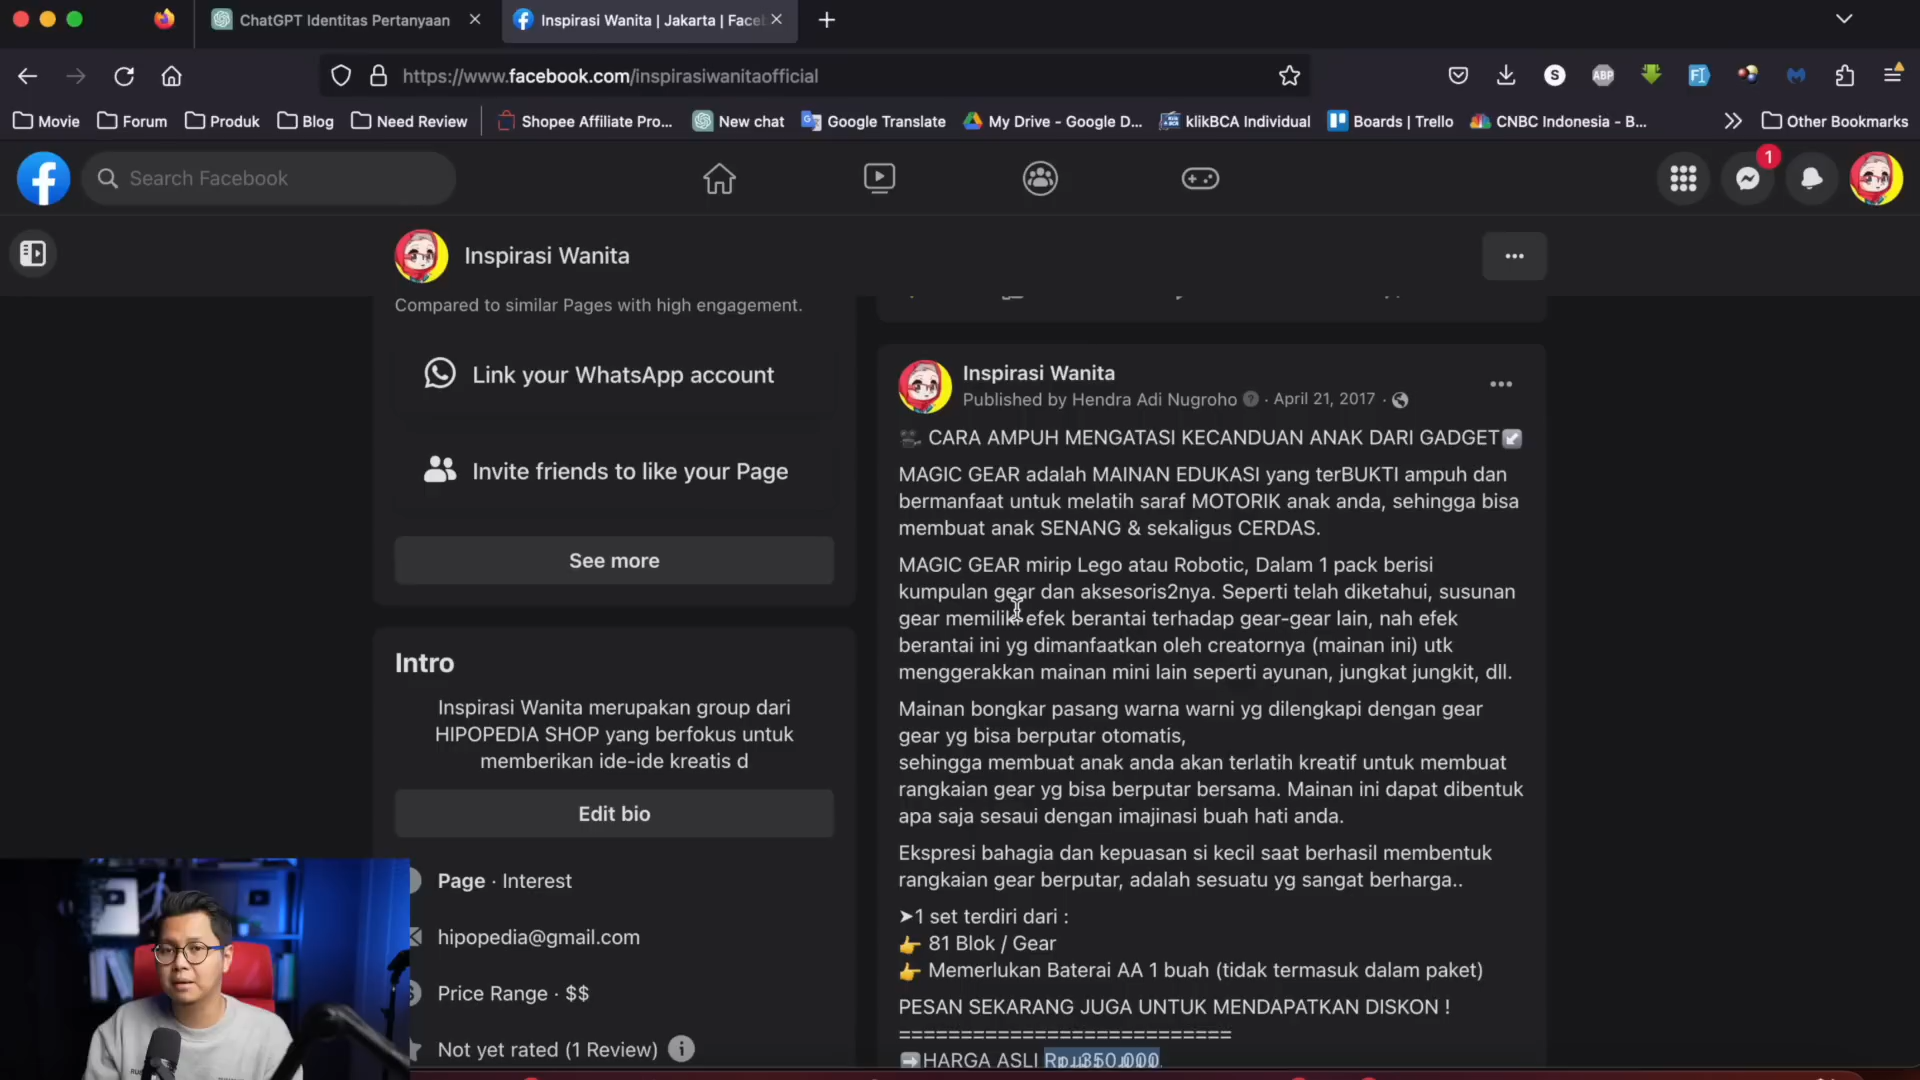 ChatGPT Identitas Pertanyaan
Inspirasi Wanita | Jakarta | Face
https://www.facebook.com/inspirasiwanitaofficial
S
ABP
Movie
Forum
Produk
Blog
Need Review
Shopee Affiliate Pro...
New chat
Google Translate
My Drive - Google D...
klikBCA Individual
Boards | Trello
CNBC Indonesia - B...
Other Bookmarks
Search Facebook
1
Inspirasi Wanita
Compared to similar Pages with high engagement.
Link your WhatsApp account
Invite friends to like your Page
See more
Intro
Inspirasi Wanita merupakan group dari
HIPOPEDIA SHOP yang berfokus untuk
memberikan ide-ide kreatis d
Edit bio
Page · Interest
hipopedia@gmail.com
Price Range · $$
Not yet rated (1 Review)
Inspirasi Wanita
Published by Hendra Adi Nugroho · April 21, 2017 ·
CARA AMPUH MENGATASI KECANDUAN ANAK DARI GADGET↙️
MAGIC GEAR adalah MAINAN EDUKASI yang terBUKTI ampuh dan
bermanfaat untuk melatih saraf MOTORIK anak anda, sehingga bisa
membuat anak SENANG & sekaligus CERDAS.
MAGIC GEAR mirip Lego atau Robotic, Dalam 1 pack berisi
kumpulan gear dan aksesoris2nya. Seperti telah diketahui, susunan
gear memiliki efek berantai terhadap gear-gear lain, nah efek
berantai ini yg dimanfaatkan oleh creatornya (mainan ini) utk
menggerakkan mainan mini lain seperti ayunan, jungkat jungkit, dll.
Mainan bongkar pasang warna warni yg dilengkapi dengan gear
gear yg bisa berputar otomatis,
sehingga membuat anak anda akan terlatih kreatif untuk membuat
rangkaian gear yg bisa berputar bersama. Mainan ini dapat dibentuk
apa saja sesaui dengan imajinasi buah hati anda.
Ekspresi bahagia dan kepuasan si kecil saat berhasil membentuk
rangkaian gear berputar, adalah sesuatu yg sangat berharga..
➤1 set terdiri dari :
👉 81 Blok / Gear
👉 Memerlukan Baterai AA 1 buah (tidak termasuk dalam paket)
PESAN SEKARANG JUGA UNTUK MENDAPATKAN DISKON !
===========================
➡️HARGA ASLI